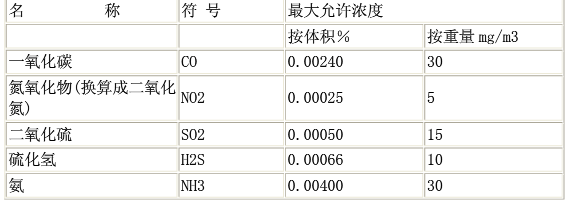 名 称 符 号 最大允许浓度
按体积％ 按重量 mg/m3
一氧化碳 CO 0.00240 30
氮氧化物(换算成二氧化
氮) NO2 0.00025 5
二氧化硫 SO2 0.00050 15
硫化氢 H2S 0.00066 10
氨 NH3 0.00400 30